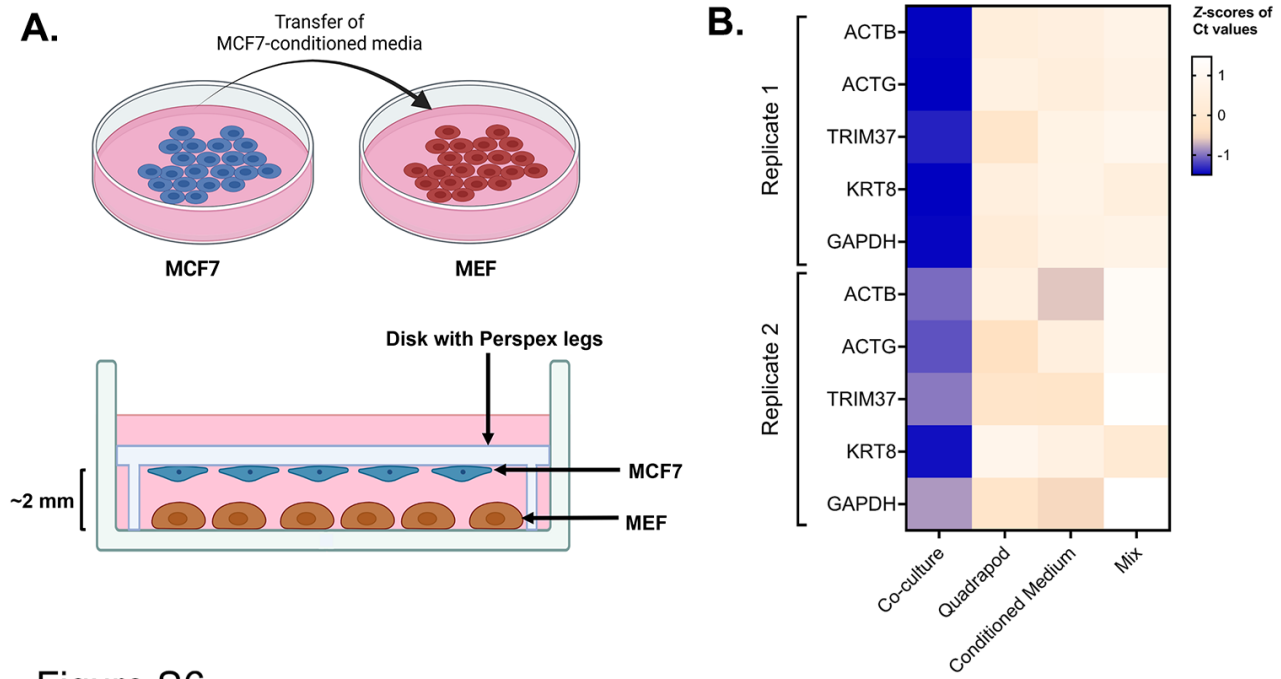 A.
Transfer of
MCF7-conditioned media
MCF7
MEF
Disk with Perspex legs
~2 mm
MCF7
MEF
B.
Replicate 1
ACTB
ACTG
TRIM37
KRT8
GAPDH
Replicate 2
ACTB
ACTG
TRIM37
KRT8
GAPDH
Co-culture
Quadrapod
Conditioned Medium
Mix
Z-scores of
Ct values
1
0
-1
Figure S6